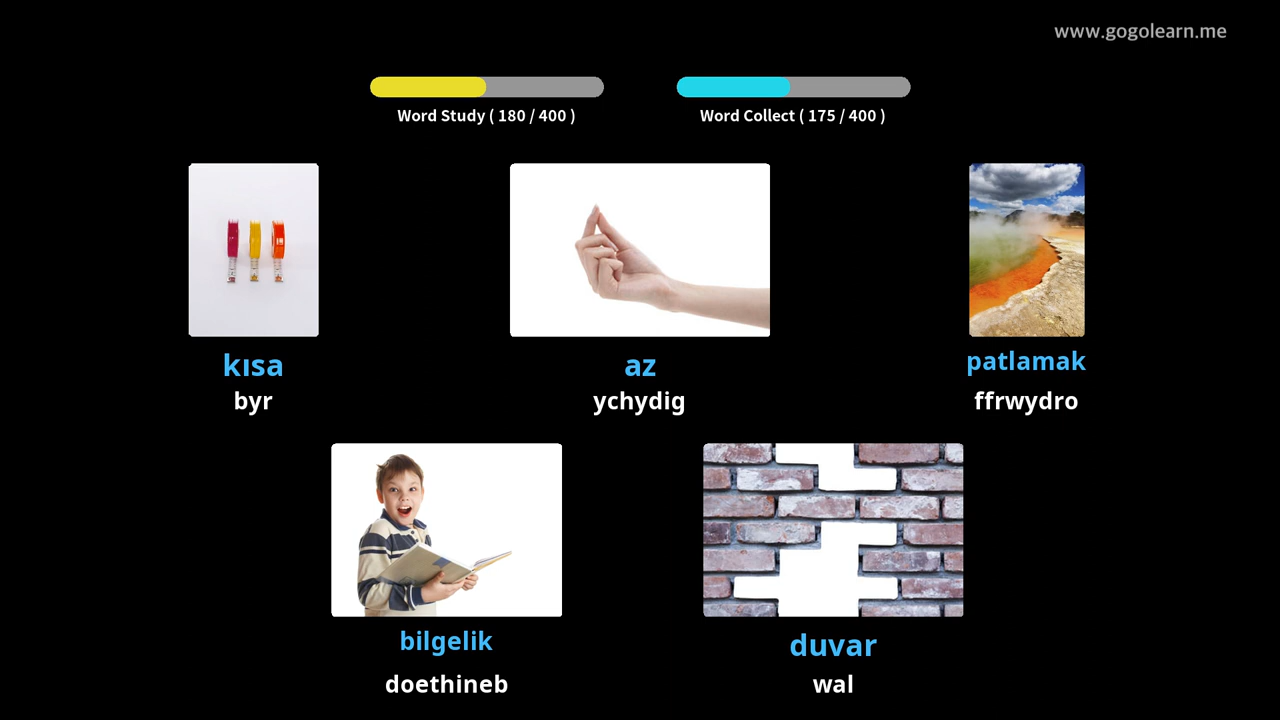 www.gogolearn.me
Word Study ( 180 / 400 )
Word Collect ( 175 / 400 )
kısa
byr
az
ychydig
patlamak
ffrwydro
bilgelik
doethineb
duvar
wal